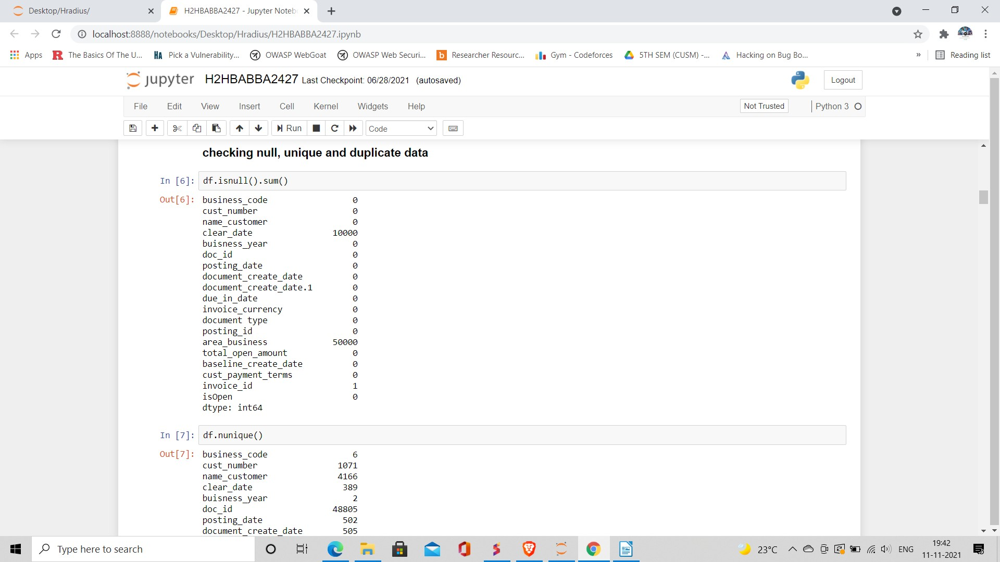 Desktop/Hradius/
H2HBABBA2427 - Jupyter Noteb
localhost:8888/notebooks/Desktop/Hradius/H2HBABBA2427.ipynb
Apps
The Basics Of The U...
HA Pick a Vulnerability...
OWASP WebGoat
OWASP Web Securi...
b Researcher Resourc...
Gym - Codeforces
5TH SEM (CUSM) -...
Hacking on Bug Bo...
» Reading list
jupyter H2HBABBA2427 Last Checkpoint: 06/28/2021 (autosaved)
Logout
File Edit View Insert Cell Kernel Widgets Help
Not Trusted
Python 3
Run
Code
checking null, unique and duplicate data
In [6]: df.isnull().sum()
Out[6]: business_code 0
cust_number 0
name_customer 0
clear_date 10000
buisness_year 0
doc_id 0
posting_date 0
document_create_date 0
document_create_date.1 0
due_in_date 0
invoice_currency 0
document type 0
posting_id 0
area_business 50000
total_open_amount 0
baseline_create_date 0
cust_payment_terms 0
invoice_id 1
isOpen 0
dtype: int64
In [7]: df.nunique()
Out[7]: business_code 6
cust_number 1071
name_customer 4166
clear_date 389
buisness_year 2
doc_id 48805
posting_date 502
document_create_date 505
Type here to search
23°C
ENG
19:42
11-11-2021